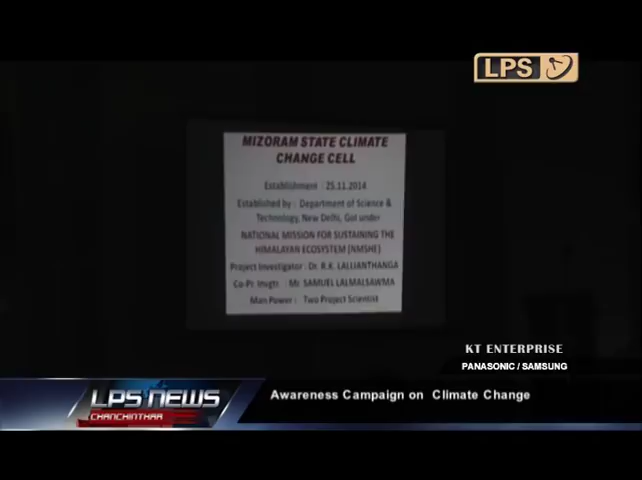 LPS
MIZORAM STATE CLIMATE
CHANGE CELL
Establishment : 25.11.2014
Established by : Department of Science &
Technology, New Delhi, GoI under
NATIONAL MISSION FOR SUSTAINING THE
HIMALAYAN ECOSYSTEM (NMSHE)
Project Investigator : Dr. R.K. LALLIANTHANGA
Co-Pr. Invgtr : Mr. SAMUEL LALMALSAWMA
Man Power : Two Project Scientist
KT ENTERPRISE
PANASONIC / SAMSUNG
LPS NEWS
CHANCHINTHAR
Awareness Campaign on Climate Change